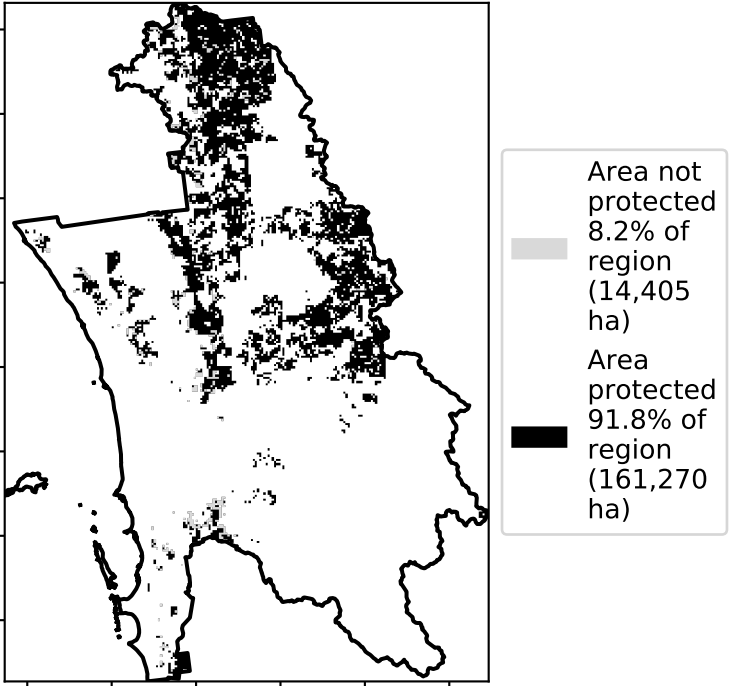 Area not
protected
8.2% of
region
(14,405
ha)
Area
protected
91.8% of
region
(161,270
ha)